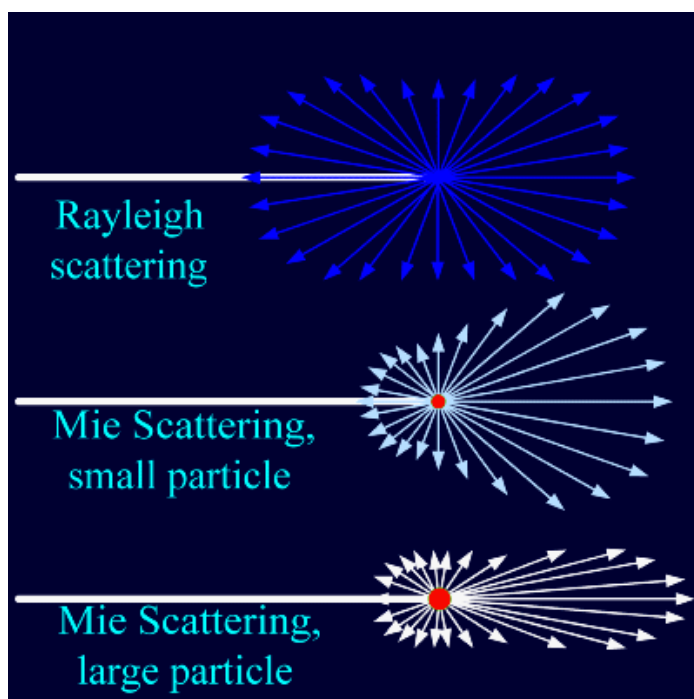 Rayleigh
scattering
Mie Scattering,
small particle
Mie Scattering,
large particle